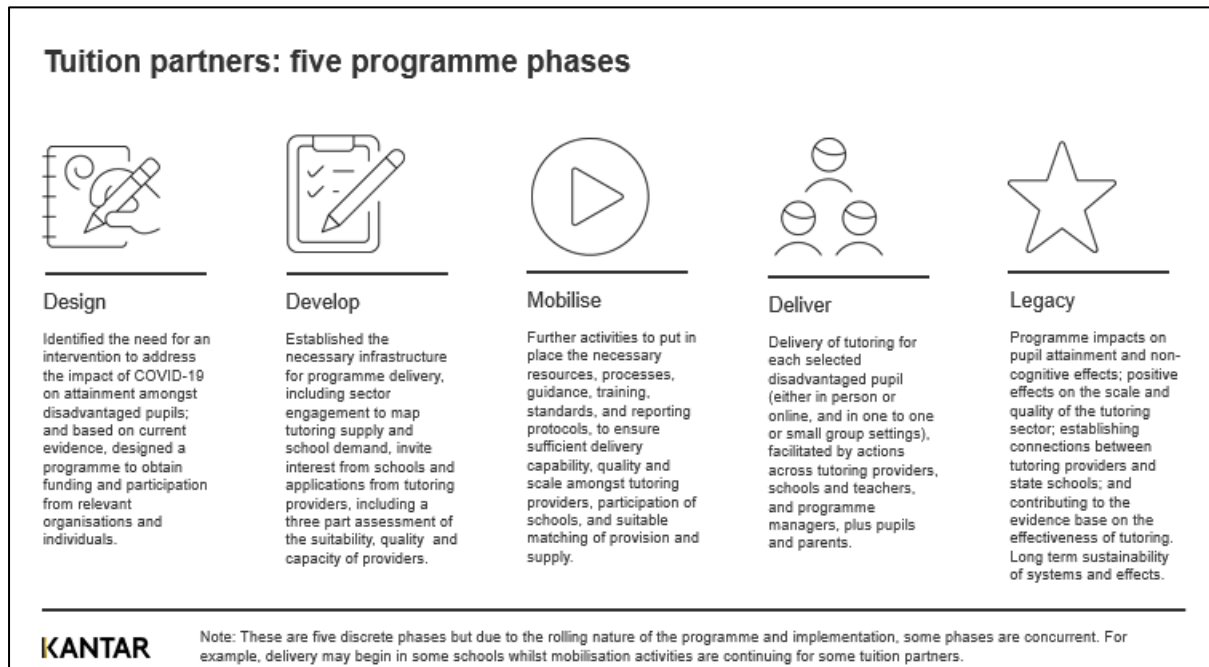 Tuition partners: five programme phases
Design
Identified the need for an
intervention to address
the impact of COVID-19
on attainment amongst
disadvantaged pupils;
and based on current
evidence, designed a
programme to obtain
funding and participation
from relevant
organisations and
individuals.
Develop
Established the
necessary infrastructure
for programme delivery,
including sector
engagement to map
tutoring supply and
school demand, invite
interest from schools and
applications from tutoring
providers, including a
three part assessment of
the suitability, quality and
capacity of providers.
Mobilise
Further activities to put in
place the necessary
resources, processes,
guidance, training,
standards, and reporting
protocols, to ensure
sufficient delivery
capability, quality and
scale amongst tutoring
providers, participation of
schools, and suitable
matching of provision and
supply.
Deliver
Delivery of tutoring for
each selected
disadvantaged pupil
(either in person or
online, and in one to one
or small group settings),
facilitated by actions
across tutoring providers,
schools and teachers,
and programme
managers, plus pupils
and parents.
Legacy
Programme impacts on
pupil attainment and non-
cognitive effects; positive
effects on the scale and
quality of the tutoring
sector; establishing
connections between
tutoring providers and
state schools; and
contributing to the
evidence base on the
effectiveness of tutoring.
Long term sustainability
of systems and effects.
KANTAR
Note: These are five discrete phases but due to the rolling nature of the programme and implementation, some phases are concurrent. For
example, delivery may begin in some schools whilst mobilisation activities are continuing for some tuition partners.